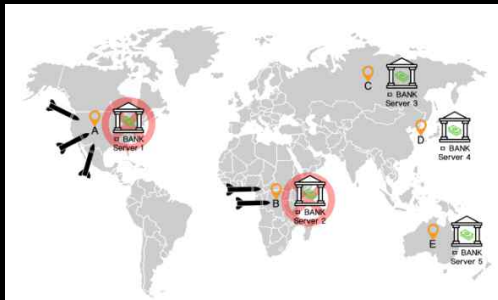 C
BANK
Server 3
A
BANK
Server 1
D
BANK
Server 4
B
BANK
Server 2
E
BANK
Server 5